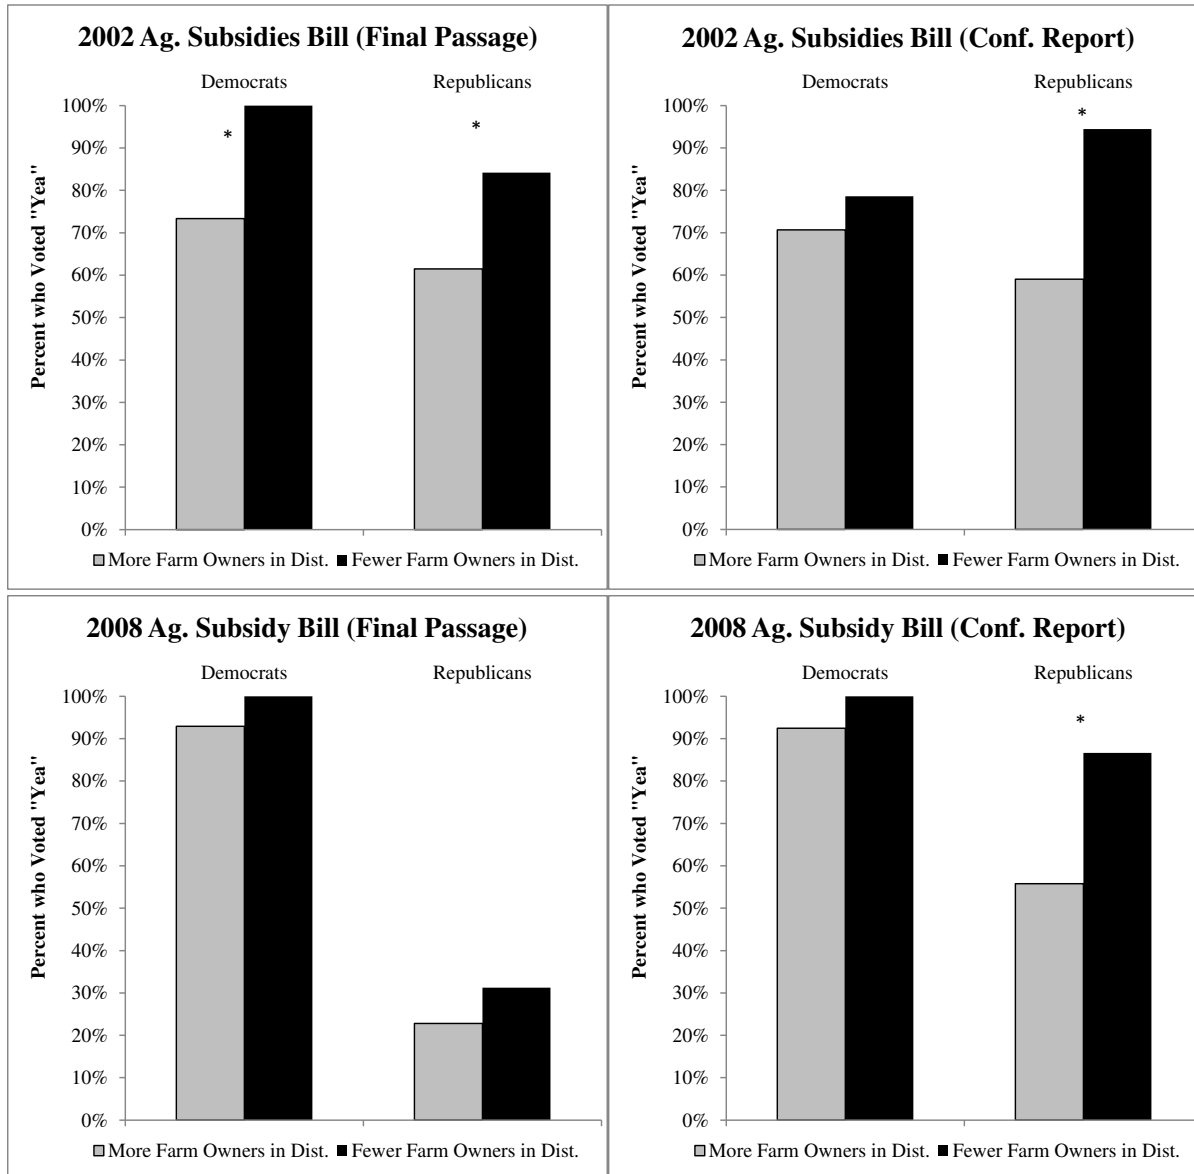 2002 Ag. Subsidies Bill (Final Passage)
Democrats Republicans
Percent who Voted "Yea"
100%
90%
80%
70%
60%
50%
40%
30%
20%
10%
0%
* *
More Farm Owners in Dist. Fewer Farm Owners in Dist.
2002 Ag. Subsidies Bill (Conf. Report)
Democrats Republicans
Percent who Voted "Yea"
100%
90%
80%
70%
60%
50%
40%
30%
20%
10%
0%
*
More Farm Owners in Dist. Fewer Farm Owners in Dist.
2008 Ag. Subsidy Bill (Final Passage)
Democrats Republicans
Percent who Voted "Yea"
100%
90%
80%
70%
60%
50%
40%
30%
20%
10%
0%
More Farm Owners in Dist. Fewer Farm Owners in Dist.
2008 Ag. Subsidy Bill (Conf. Report)
Democrats Republicans
Percent who Voted "Yea"
100%
90%
80%
70%
60%
50%
40%
30%
20%
10%
0%
*
More Farm Owners in Dist. Fewer Farm Owners in Dist.